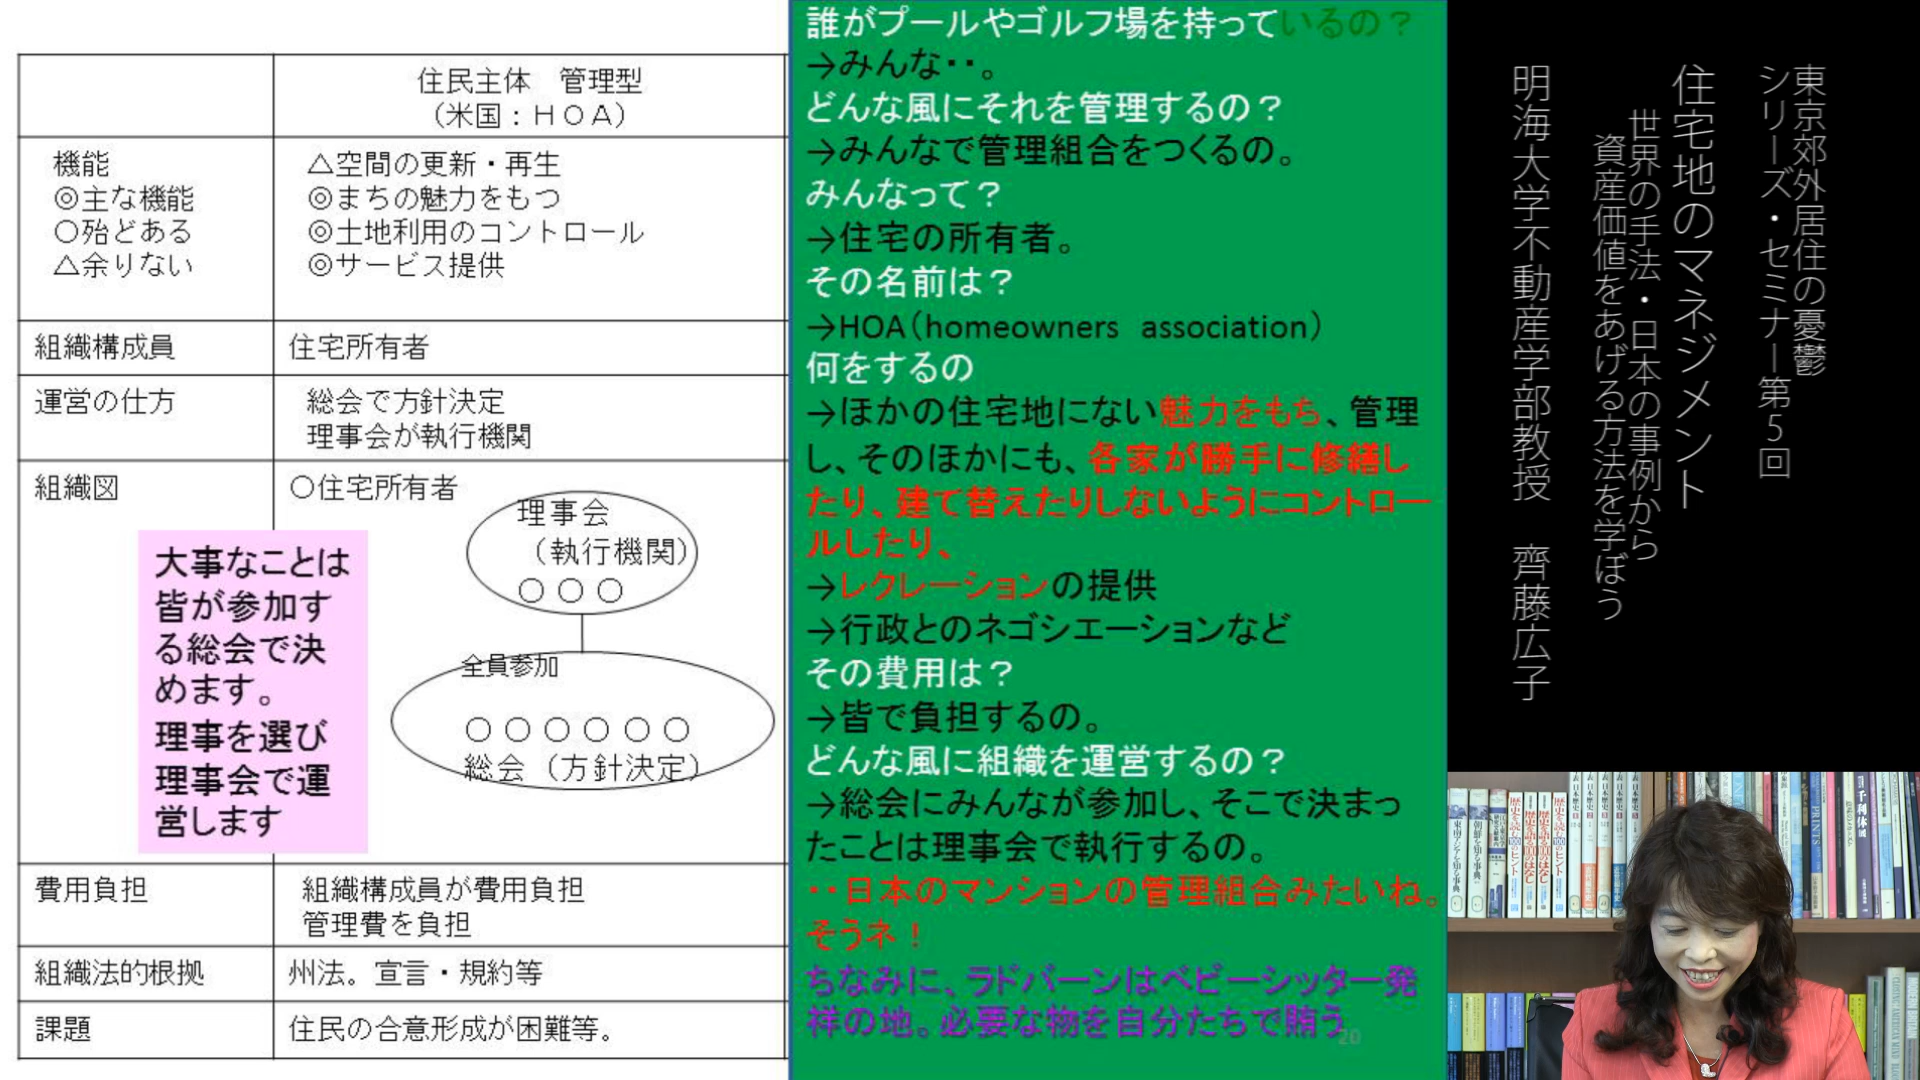 住民主体　管理型
（米国：ＨＯＡ）
機能
◎主な機能
○殆どある
△余りない
△空間の更新・再生
◎まちの魅力をもつ
◎土地利用のコントロール
◎サービス提供
組織構成員
住宅所有者
運営の仕方
総会で方針決定
理事会が執行機関
組織図
○住宅所有者
理事会
（執行機関）
○○○
全員参加
○○○○○○
総会（方針決定）
大事なことは
皆が参加す
る総会で決
めます。
理事を選び
理事会で運
営します
費用負担
組織構成員が費用負担
管理費を負担
組織法的根拠
州法。宣言・規約等
課題
住民の合意形成が困難等。
誰がプールやゴルフ場を持っているの？
→みんな・・。
どんな風にそれを管理するの？
→みんなで管理組合をつくるの。
みんなって？
→住宅の所有者。
その名前は？
→HOA（homeowners association）
何をするの
→ほかの住宅地にない魅力をもち、管理
し、そのほかにも、各家が勝手に修繕し
たり、建て替えたりしないようにコントロー
ルしたり、
→レクレーションの提供
→行政とのネゴシエーションなど
その費用は？
→皆で負担するの。
どんな風に組織を運営するの？
→総会にみんなが参加し、そこで決まっ
たことは理事会で執行するの。
・・日本のマンションの管理組合みたいね。
そうネ！
ちなみに、ラドバーンはベビーシッター発
祥の地。必要な物を自分たちで賄う
20
東京郊外居住の憂鬱
シリーズ・セミナー第5回
住宅地のマネジメント
世界の手法・日本の事例から
資産価値をあげる方法を学ぼう
明海大学不動産学部教授　齊藤広子
千利休
PRINTS